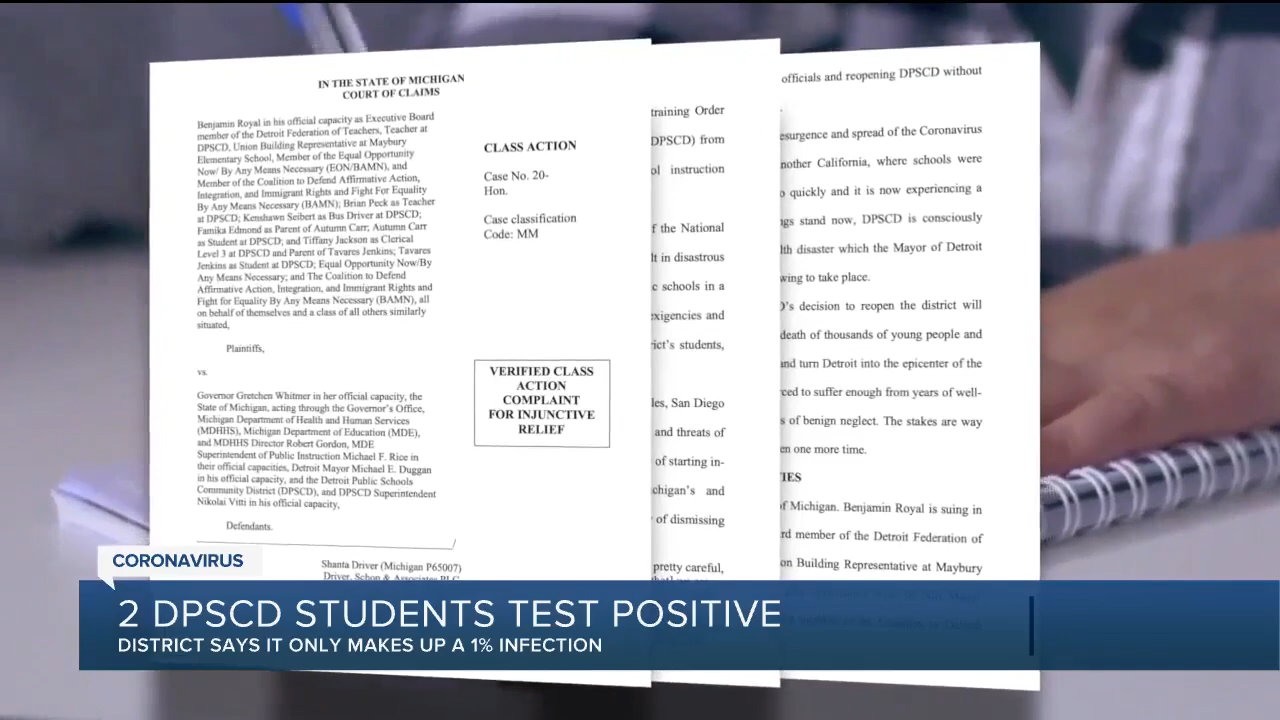 IN THE STATE OF MICHIGAN
COURT OF CLAIMS
Benjamin Royal in his official capacity as Executive Board
member of the Detroit Federation of Teachers, Teacher at
DPSCD, Union Building Representative at Maybury
Elementary School, Member of the Equal Opportunity
Now/ By Any Means Necessary (EON/BAMN), and
Member of the Coalition to Defend Affirmative Action,
Integration, and Immigrant Rights and Fight For Equality
By Any Means Necessary (BAMN); Brian Peck as Teacher
at DPSCD; Kenshawn Seibert as Bus Driver at DPSCD;
Famika Edmond as Parent of Autumn Carr; Autumn Carr
as Student at DPSCD; and Tiffany Jackson as Clerical
Level 3 at DPSCD and Parent of Tavares Jenkins; Tavares
Jenkins as Student at DPSCD; Equal Opportunity Now/By
Any Means Necessary; and The Coalition to Defend
Affirmative Action, Integration, and Immigrant Rights and
Fight for Equality By Any Means Necessary (BAMN), all
on behalf of themselves and a class of all others similarly
situated,
Plaintiffs,
vs.
Governor Gretchen Whitmer in her official capacity, the
State of Michigan, acting through the Governor's Office,
Michigan Department of Health and Human Services
(MDHHS), Michigan Department of Education (MDE),
and MDHHS Director Robert Gordon, MDE
Superintendent of Public Instruction Michael F. Rice in
their official capacities, Detroit Mayor Michael E. Duggan
in his official capacity, and the Detroit Public Schools
Community District (DPSCD), and DPSCD Superintendent
Nikolai Vitti in his official capacity,
Defendants.
/
CLASS ACTION
Case No. 20-
Hon.
Case classification
Code: MM
VERIFIED CLASS
ACTION
COMPLAINT
FOR INJUNCTIVE
RELIEF
Shanta Driver (Michigan P65007)
Driver, Schon & Associates PLC
training Order
DPSCD) from
ol instruction
f the National
lt in disastrous
c schools in a
exigencies and
rict's students,
les, San Diego
and threats of
of starting in-
chigan's and
of dismissing
pretty careful,
officials and reopening DPSCD without
esurgence and spread of the Coronavirus
nother California, where schools were
o quickly and it is now experiencing a
gs stand now, DPSCD is consciously
lth disaster which the Mayor of Detroit
wing to take place.
D's decision to reopen the district will
death of thousands of young people and
and turn Detroit into the epicenter of the
ced to suffer enough from years of well-
s of benign neglect. The stakes are way
en one more time.
TIES
of Michigan. Benjamin Royal is suing in
rd member of the Detroit Federation of
on Building Representative at Maybury
CORONAVIRUS
2 DPSCD STUDENTS TEST POSITIVE
DISTRICT SAYS IT ONLY MAKES UP A 1% INFECTION